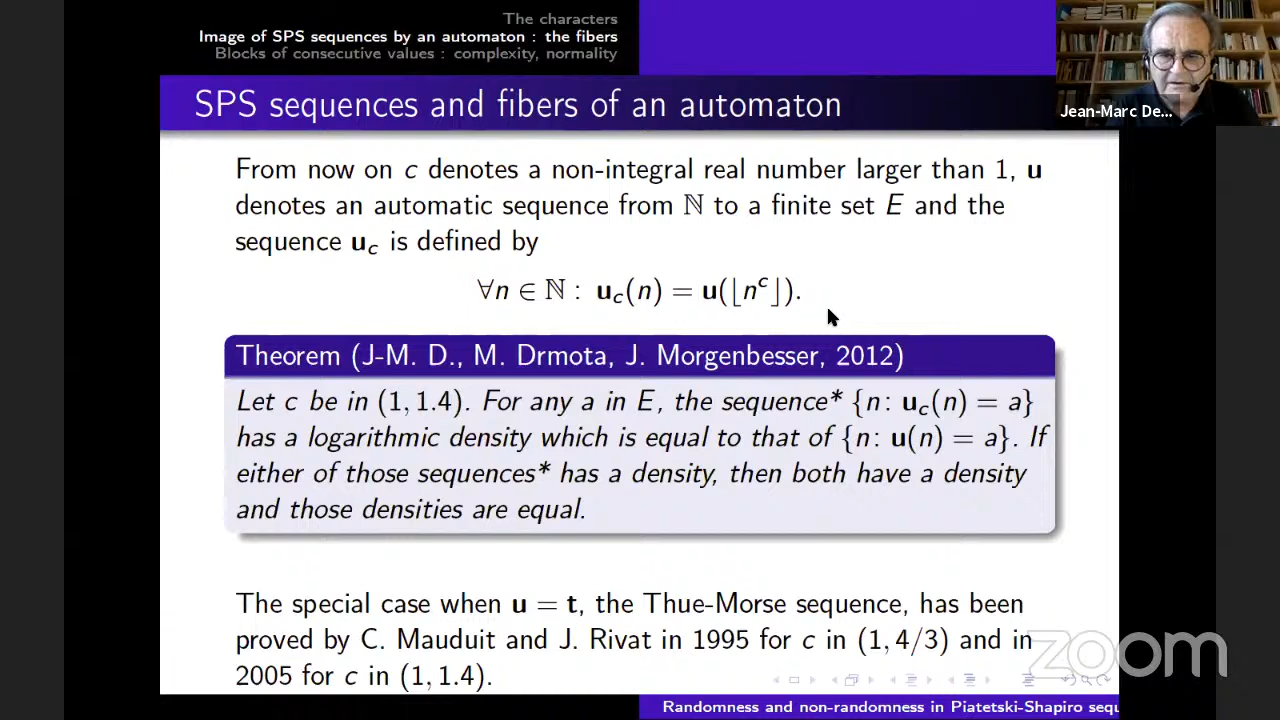 The characters
Image of SPS sequences by an automaton : the fibers
Blocks of consecutive values : complexity, normality
SPS sequences and fibers of an automaton
Jean-Marc De...
From now on c denotes a non-integral real number larger than 1, u
denotes an automatic sequence from ℕ to a finite set E and the
sequence u_c is defined by
∀n ∈ ℕ : u_c(n) = u(⌊n^c⌋).
Theorem (J-M. D., M. Drmota, J. Morgenbesser, 2012)
Let c be in (1, 1.4). For any a in E, the sequence* {n: u_c(n) = a}
has a logarithmic density which is equal to that of {n: u(n) = a}. If
either of those sequences* has a density, then both have a density
and those densities are equal.
The special case when u = t, the Thue-Morse sequence, has been
proved by C. Mauduit and J. Rivat in 1995 for c in (1, 4/3) and in
2005 for c in (1, 1.4).
zoom
Randomness and non-randomness in Piatetski-Shapiro sequ